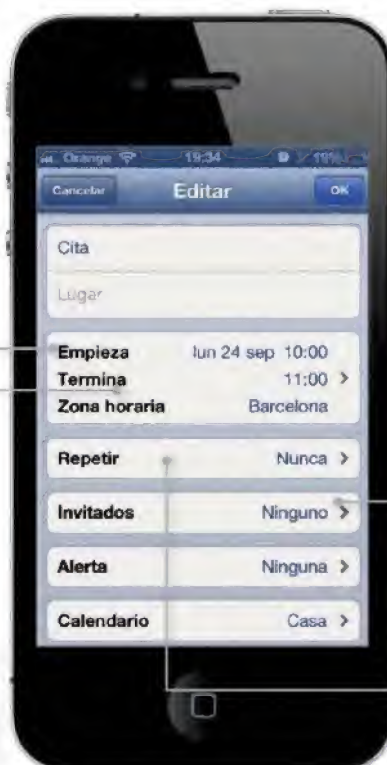 Orange 19:34 19%
Cancelar Editar OK
Cita
Lugar
Empieza lun 24 sep 10:00
Termina 11:00 >
Zona horaria Barcelona
Repetir Nunca >
Invitados Ninguno >
Alerta Ninguna >
Calendario Casa >